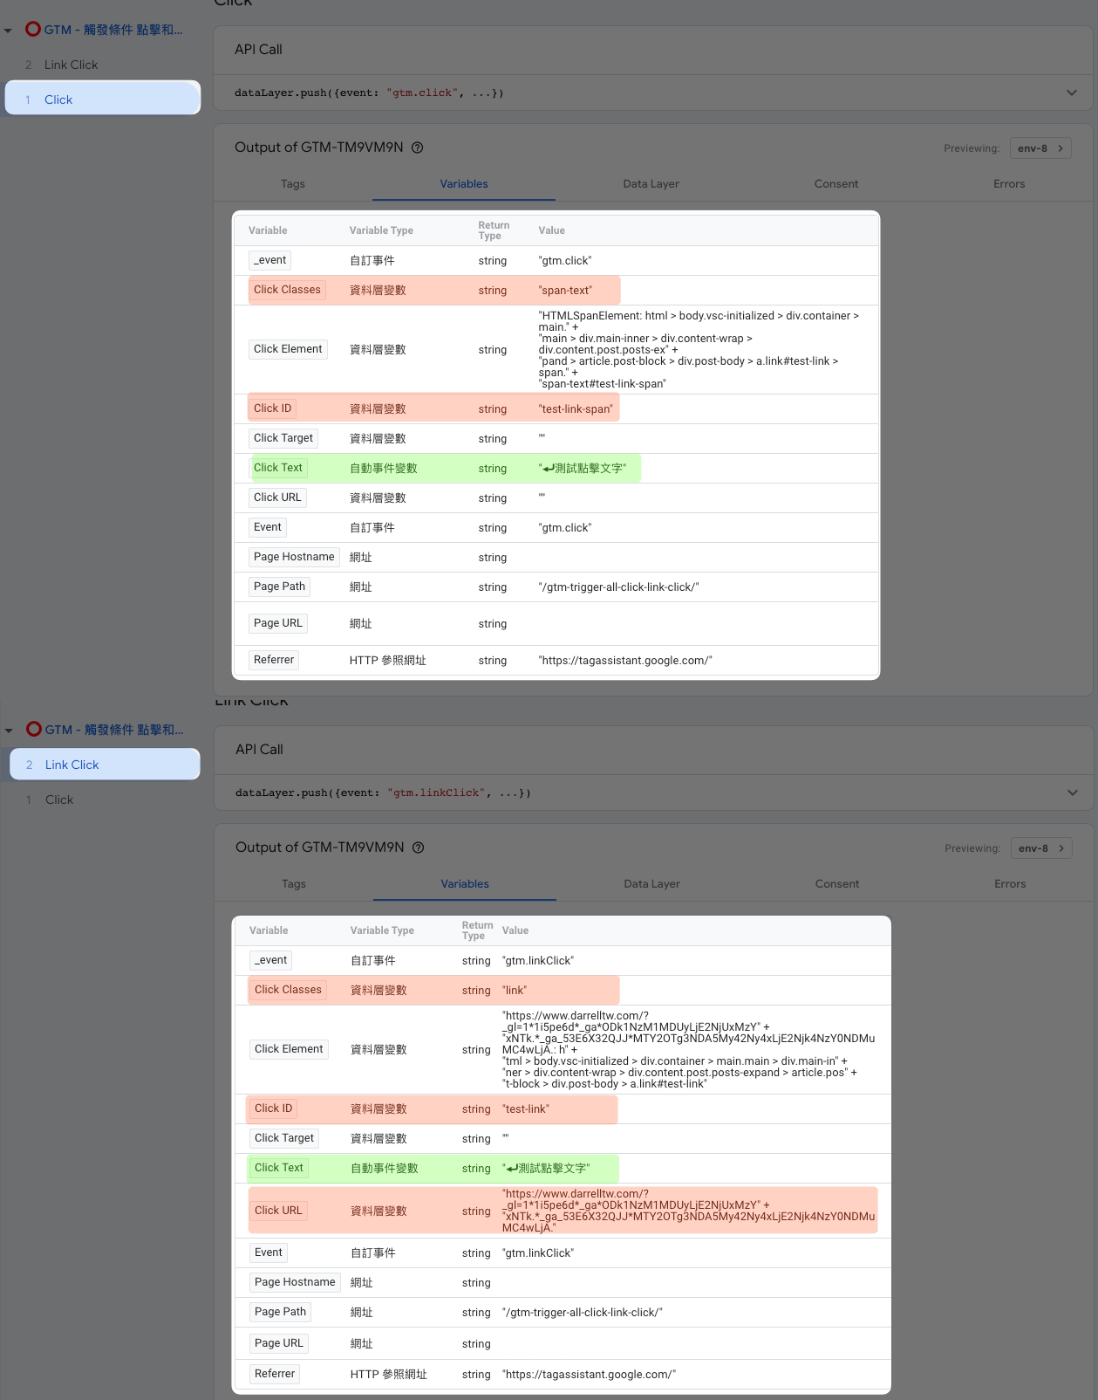 Click
GTM - 觸發條件 點擊和...
2 Link Click
1 Click
API Call
dataLayer.push({event: "gtm.click", ...})
Output of GTM-TM9VM9N
Previewing: env-8
Tags Variables Data Layer Consent Errors
Variable Variable Type Return Type Value
_event 自訂事件 string "gtm.click"
Click Classes 資料層變數 string "span-text"
Click Element 資料層變數 string "HTMLSpanElement: html > body.vsc-initialized > div.container >
main." +
"main > div.main-inner > div.content-wrap >
div.content.post.posts-ex" +
"pand > article.post-block > div.post-body > a.link#test-link >
span." +
"span-text#test-link-span"
Click ID 資料層變數 string "test-link-span"
Click Target 資料層變數 string ""
Click Text 自動事件變數 string "↵測試點擊文字"
Click URL 資料層變數 string ""
Event 自訂事件 string "gtm.click"
Page Hostname 網址 string
Page Path 網址 string "/gtm-trigger-all-click-link-click/"
Page URL 網址 string
Referrer HTTP 參照網址 string "https://tagassistant.google.com/"
Link Click
GTM - 觸發條件 點擊和...
2 Link Click
1 Click
API Call
dataLayer.push({event: "gtm.linkClick", ...})
Output of GTM-TM9VM9N
Previewing: env-8
Tags Variables Data Layer Consent Errors
Variable Variable Type Return Type Value
_event 自訂事件 string "gtm.linkClick"
Click Classes 資料層變數 string "link"
Click Element 資料層變數 string "https://www.darrelltw.com/?
_gl=1*1i5pe6d*_ga*ODk1NzM1MDUyLjE2NjUxMzY" +
"xNTk.*_ga_53E6X32QJJ*MTY2OTg3NDA5My42Ny4xLjE2Njk4NzY0NDMu
MC4wLjA.: h" +
"tml > body.vsc-initialized > div.container > main.main > div.main-in" +
"ner > div.content-wrap > div.content.post.posts-expand > article.pos" +
"t-block > div.post-body > a.link#test-link"
Click ID 資料層變數 string "test-link"
Click Target 資料層變數 string ""
Click Text 自動事件變數 string "↵測試點擊文字"
Click URL 資料層變數 string "https://www.darrelltw.com/?
_gl=1*1i5pe6d*_ga*ODk1NzM1MDUyLjE2NjUxMzY" +
"xNTk.*_ga_53E6X32QJJ*MTY2OTg3NDA5My42Ny4xLjE2Njk4NzY0NDMu
MC4wLjA."
Event 自訂事件 string "gtm.linkClick"
Page Hostname 網址 string
Page Path 網址 string "/gtm-trigger-all-click-link-click/"
Page URL 網址 string
Referrer HTTP 參照網址 string "https://tagassistant.google.com/"